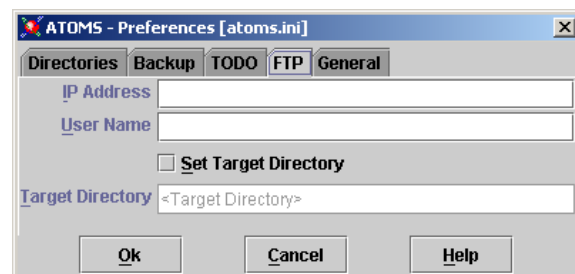 ATOMS - Preferences [atoms.ini]
Directories Backup TODO FTP General
IP Address
User Name
Set Target Directory
Target Directory <Target Directory>
Ok Cancel Help